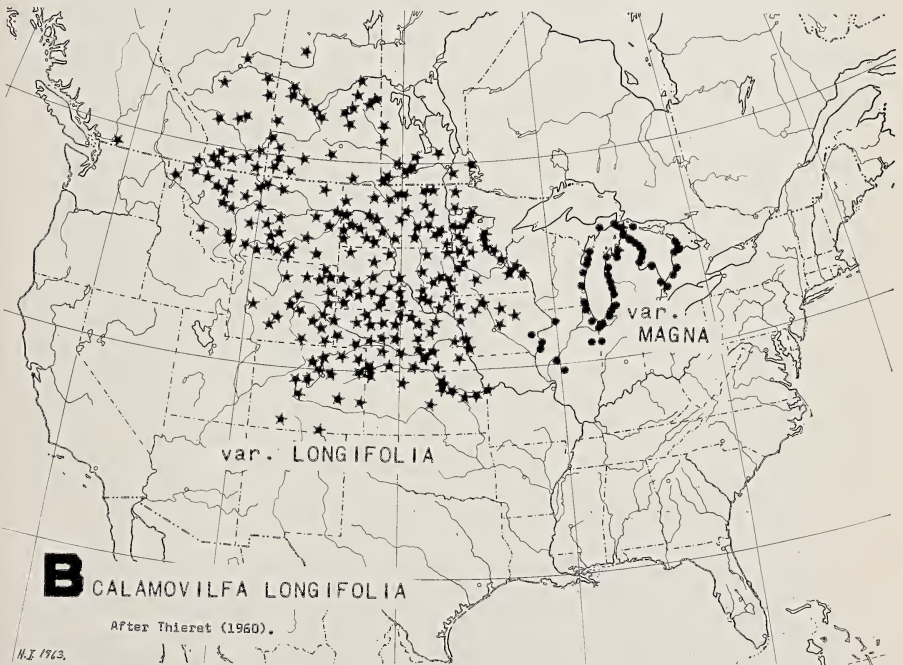 var.
MAGNA
var. LONGIFOLIA
B CALAMOVILFA LONGIFOLIA
After Thieret (1960).
H.I. 1963.